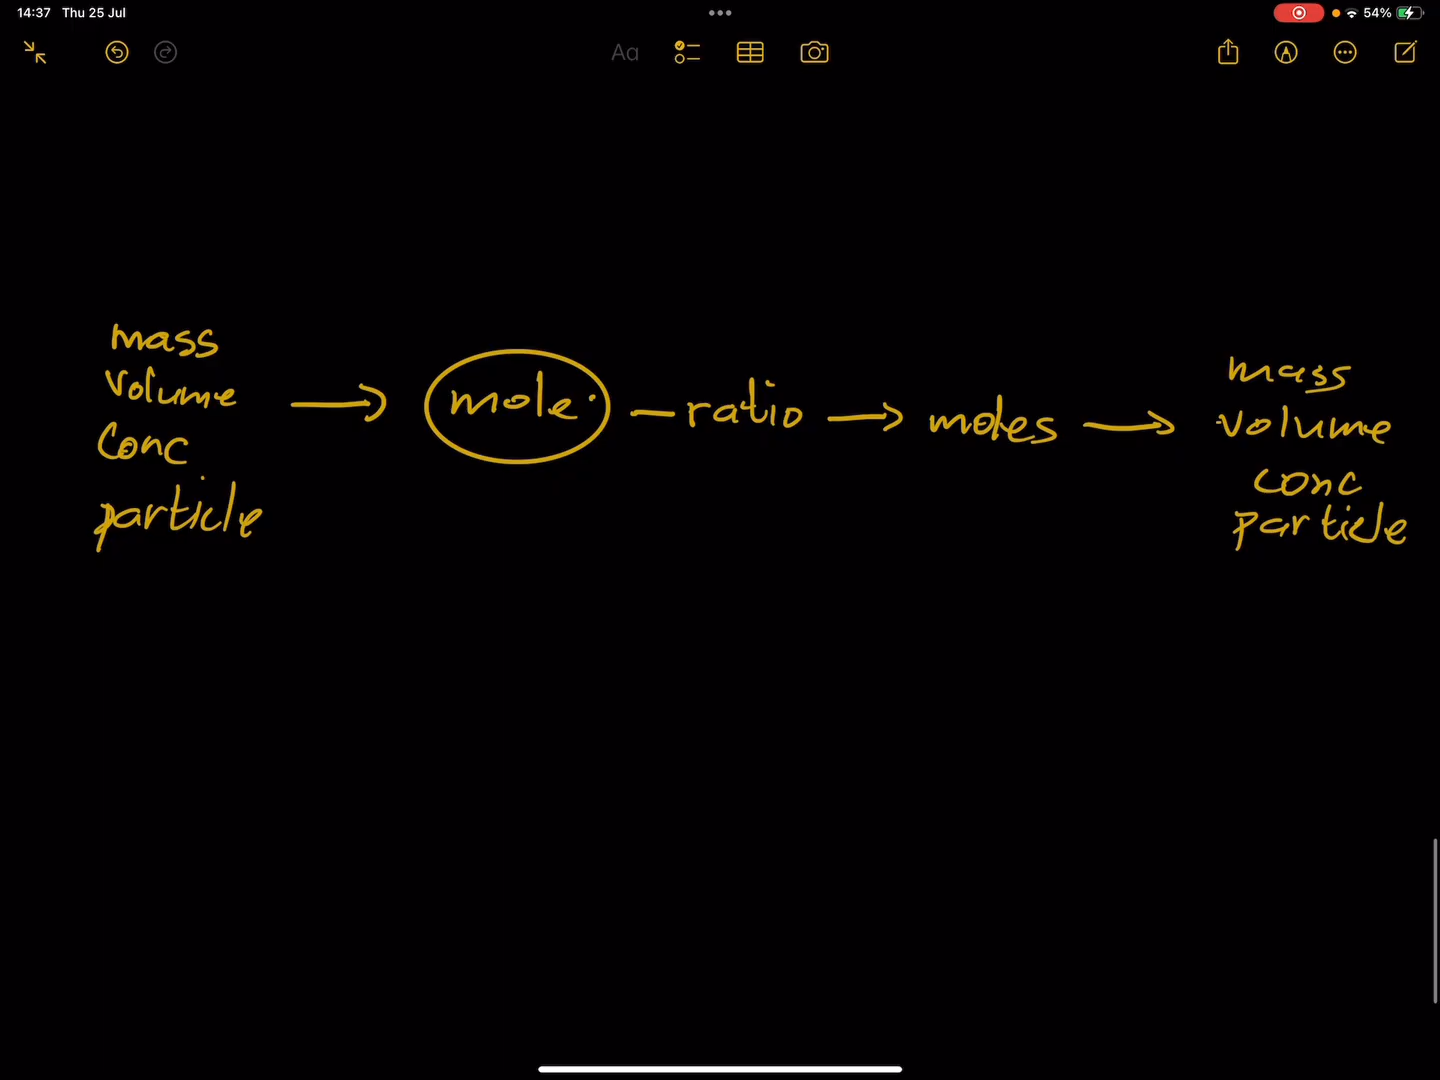 14:37 Thu 25 Jul
54%
Aa
mass
volume
conc
particle
mole
ratio
moles
mass
volume
conc
particle